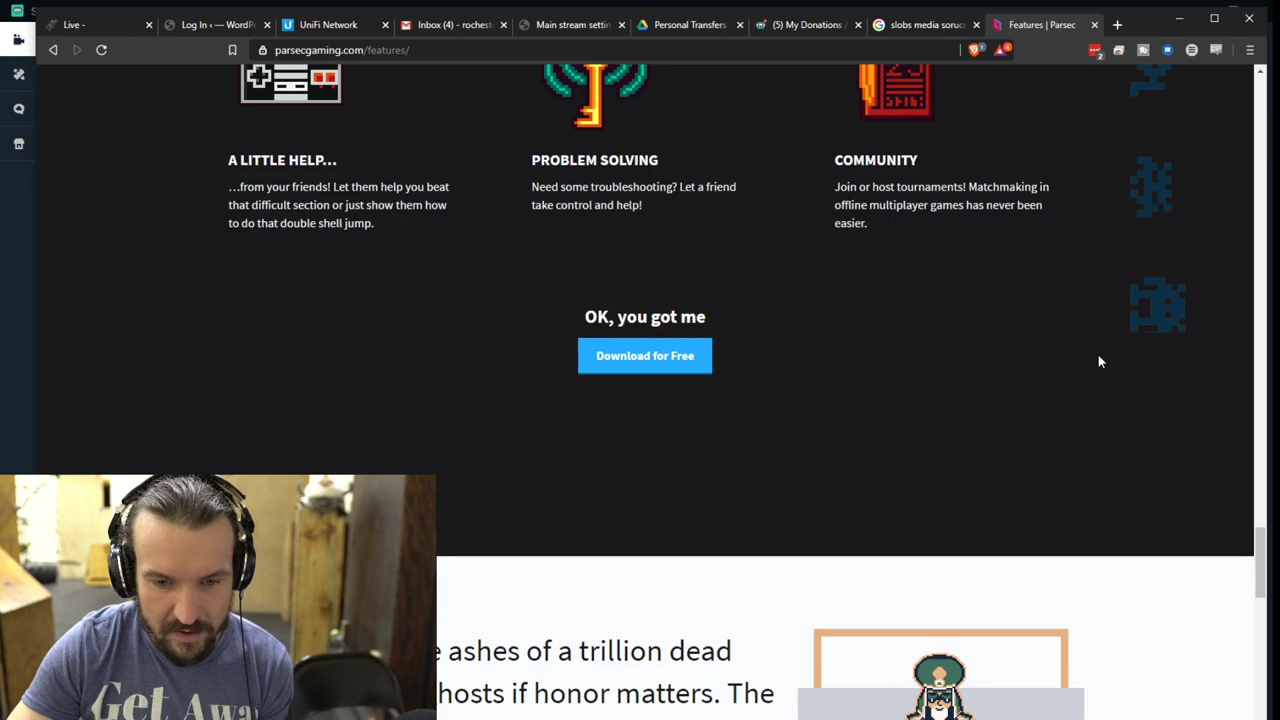 Live -
Log In ‹ — WordP
UniFi Network
Inbox (4) - rochest
Main stream settin
Personal Transfers
(5) My Donations /
slobs media soruc
Features | Parsec
parsecgaming.com/features/
2
A LITTLE HELP...
PROBLEM SOLVING
COMMUNITY
...from your friends! Let them help you beat
that difficult section or just show them how
to do that double shell jump.
Need some troubleshooting? Let a friend
take control and help!
Join or host tournaments! Matchmaking in
offline multiplayer games has never been
easier.
OK, you got me
Download for Free
e ashes of a trillion dead
hosts if honor matters. The
Get Awa